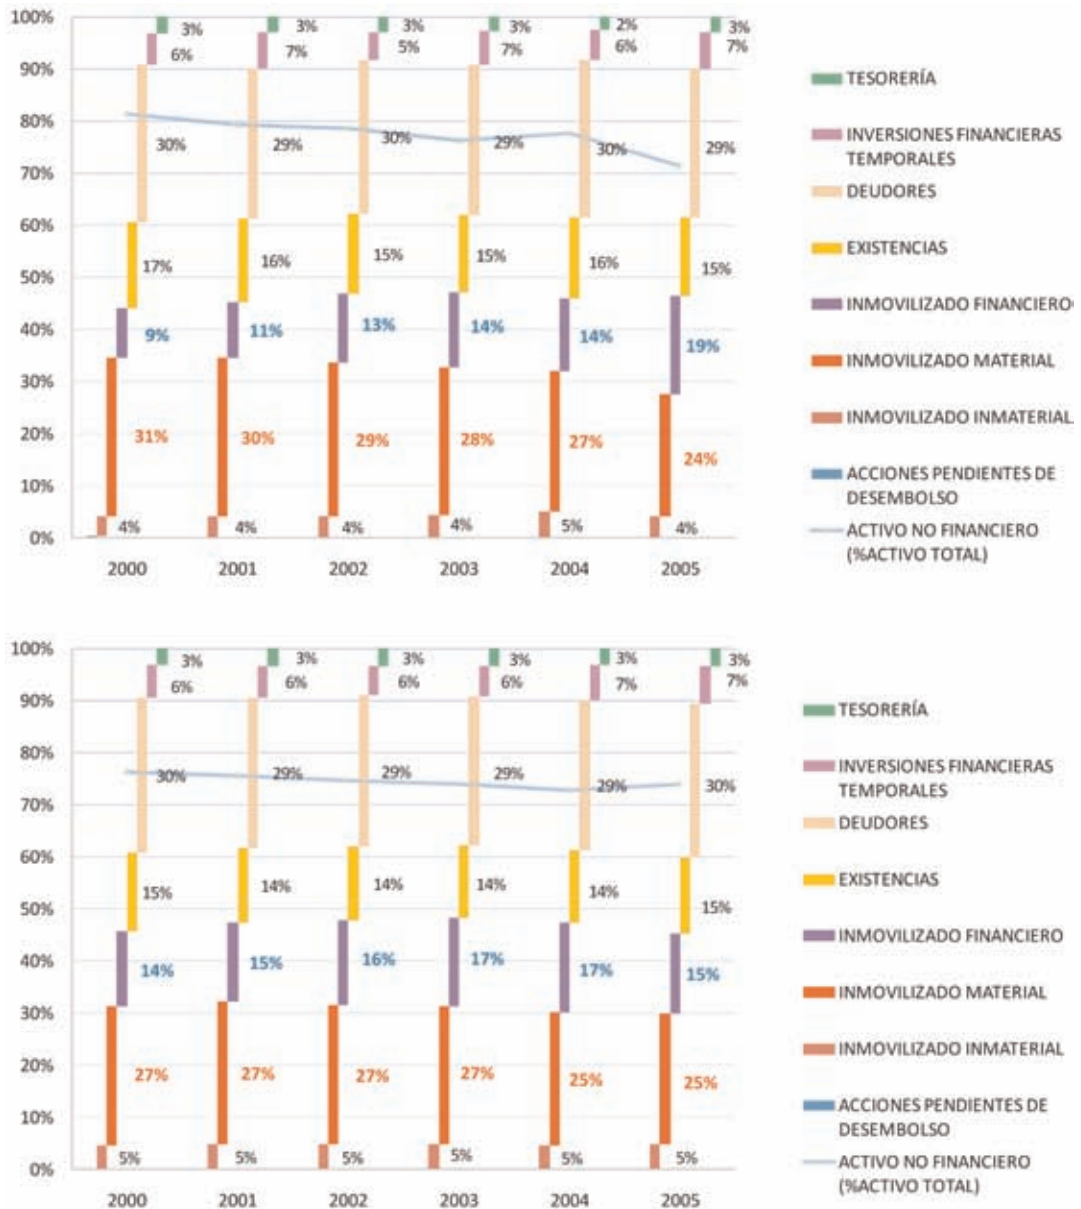 100%
90%
80%
70%
60%
50%
40%
30%
20%
10%
0%
3% 3% 3% 3% 2% 3%
6% 7% 5% 7% 6% 7%
30% 29% 30% 29% 30% 29%
17% 16% 15% 15% 16% 15%
9% 11% 13% 14% 14% 19%
31% 30% 29% 28% 27% 24%
4% 4% 4% 4% 5% 4%
2000 2001 2002 2003 2004 2005
TESORERÍA
INVERSIONES FINANCIERAS
TEMPORALES
DEUDORES
EXISTENCIAS
INMOVILIZADO FINANCIERO
INMOVILIZADO MATERIAL
INMOVILIZADO INMATERIAL
ACCIONES PENDIENTES DE
DESEMBOLSO
ACTIVO NO FINANCIERO
(%ACTIVO TOTAL)
100%
90%
80%
70%
60%
50%
40%
30%
20%
10%
0%
3% 3% 3% 3% 3% 3%
6% 6% 6% 6% 7% 7%
30% 29% 29% 29% 29% 30%
15% 14% 14% 14% 14% 15%
14% 15% 16% 17% 17% 15%
27% 27% 27% 27% 25% 25%
5% 5% 5% 5% 5% 5%
2000 2001 2002 2003 2004 2005
TESORERÍA
INVERSIONES FINANCIERAS
TEMPORALES
DEUDORES
EXISTENCIAS
INMOVILIZADO FINANCIERO
INMOVILIZADO MATERIAL
INMOVILIZADO INMATERIAL
ACCIONES PENDIENTES DE
DESEMBOLSO
ACTIVO NO FINANCIERO
(%ACTIVO TOTAL)